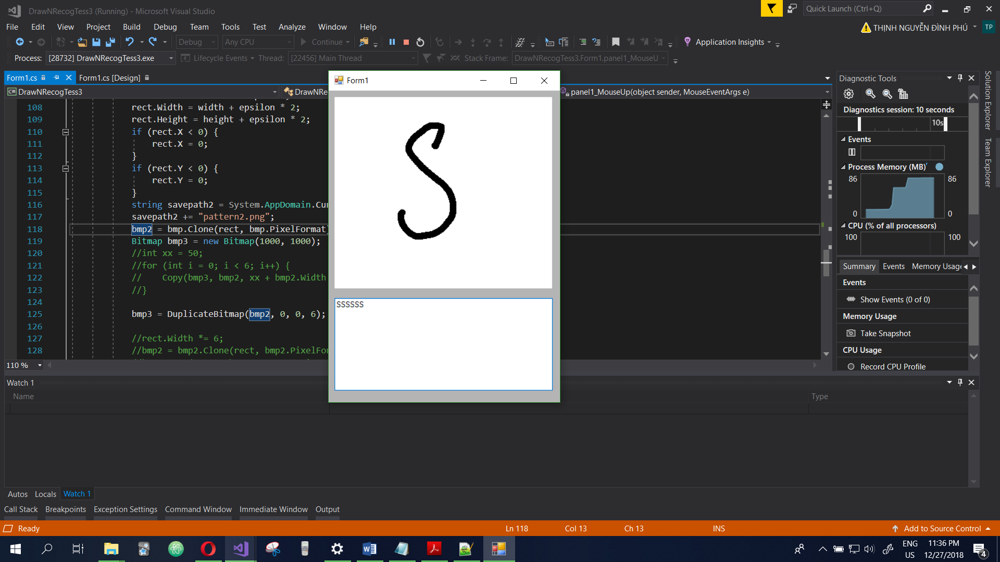 DrawNRecogTess3 (Running) - Microsoft Visual Studio
Quick Launch (Ctrl+Q)
File Edit View Project Build Debug Team Tools Test Analyze Window Help
THỊNH NGUYỄN ĐÌNH PHÚ TP
Debug Any CPU Continue Application Insights
Process: [28732] DrawNRecogTess3.exe Lifecycle Events Thread: [22456] Main Thread Stack Frame: DrawNRecogTess3.Form1.panel1_MouseU
Form1.cs Form1.cs [Design]
C# DrawNRecogTess3 DrawNRe panel1_MouseUp(object sender, MouseEventArgs e)
108 rect.Width = width + epsilon * 2;
109 rect.Height = height + epsilon * 2;
110 if (rect.X < 0) {
111 rect.X = 0;
112 }
113 if (rect.Y < 0) {
114 rect.Y = 0;
115 }
116 string savepath2 = System.AppDomain.Cur
117 savepath2 += "pattern2.png";
118 bmp2 = bmp.Clone(rect, bmp.PixelFormat)
119 Bitmap bmp3 = new Bitmap(1000, 1000);
120 //int xx = 50;
121 //for (int i = 0; i < 6; i++) {
122 // Copy(bmp3, bmp2, xx + bmp2.Width
123 //}
124
125 bmp3 = DuplicateBitmap(bmp2, 0, 0, 6);
126
127 //rect.Width *= 6;
128 //bmp2 = bmp2.Clone(rect, bmp2.PixelFor
110 %
Form1
S
SSSSSS
Diagnostic Tools
Diagnostics session: 10 seconds
10s
Events
Process Memory (MB)
86 86
0 0
CPU (% of all processors)
100 100
Summary Events Memory Usage
Events
Show Events (0 of 0)
Memory Usage
Take Snapshot
CPU Usage
Record CPU Profile
Solution Explorer
Team Explorer
Watch 1
Name Type
Autos Locals Watch 1
Call Stack Breakpoints Exception Settings Command Window Immediate Window Output
Ready Ln 118 Col 13 Ch 13 INS Add to Source Control
ENG
US
11:36 PM
12/27/2018
4